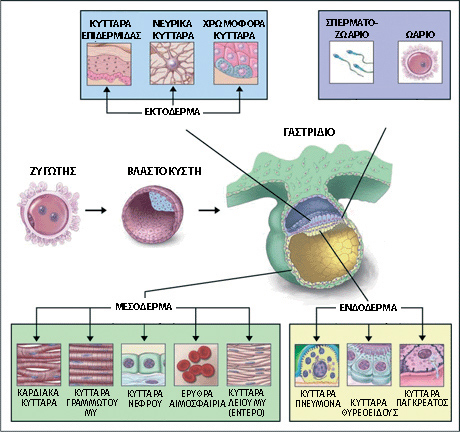 ΚΥΤΤΑΡΑ
ΕΠΙΔΕΡΜΙΔΑΣ
ΝΕΥΡΙΚΑ
ΚΥΤΤΑΡΑ
ΧΡΩΜΟΦΟΡΑ
ΚΥΤΤΑΡΑ
ΕΚΤΟΔΕΡΜΑ
ΣΠΕΡΜΑΤΟ-
ΖΩΑΡΙΟ
ΩΑΡΙΟ
ΓΑΣΤΡΙΔΙΟ
ΖΥΓΩΤΗΣ
ΒΛΑΣΤΟΚΥΣΤΗ
ΜΕΣΟΔΕΡΜΑ
ΚΑΡΔΙΑΚΑ
ΚΥΤΤΑΡΑ
ΚΥΤΤΑΡΑ
ΓΡΑΜΜΩΤΟΥ
ΜΥ
ΚΥΤΤΑΡΑ
ΝΕΦΡΟΥ
ΕΡΥΘΡΑ
ΑΙΜΟΣΦΑΙΡΙΑ
ΚΥΤΤΑΡΑ
ΛΕΙΟΥ ΜΥ
(ΕΝΤΕΡΟ)
ΕΝΔΟΔΕΡΜΑ
ΚΥΤΤΑΡΑ
ΠΝΕΥΜΟΝΑ
ΚΥΤΤΑΡΑ
ΘΥΡΕΟΕΙΔΟΥΣ
ΚΥΤΤΑΡΑ
ΠΑΓΚΡΕΑΤΟΣ